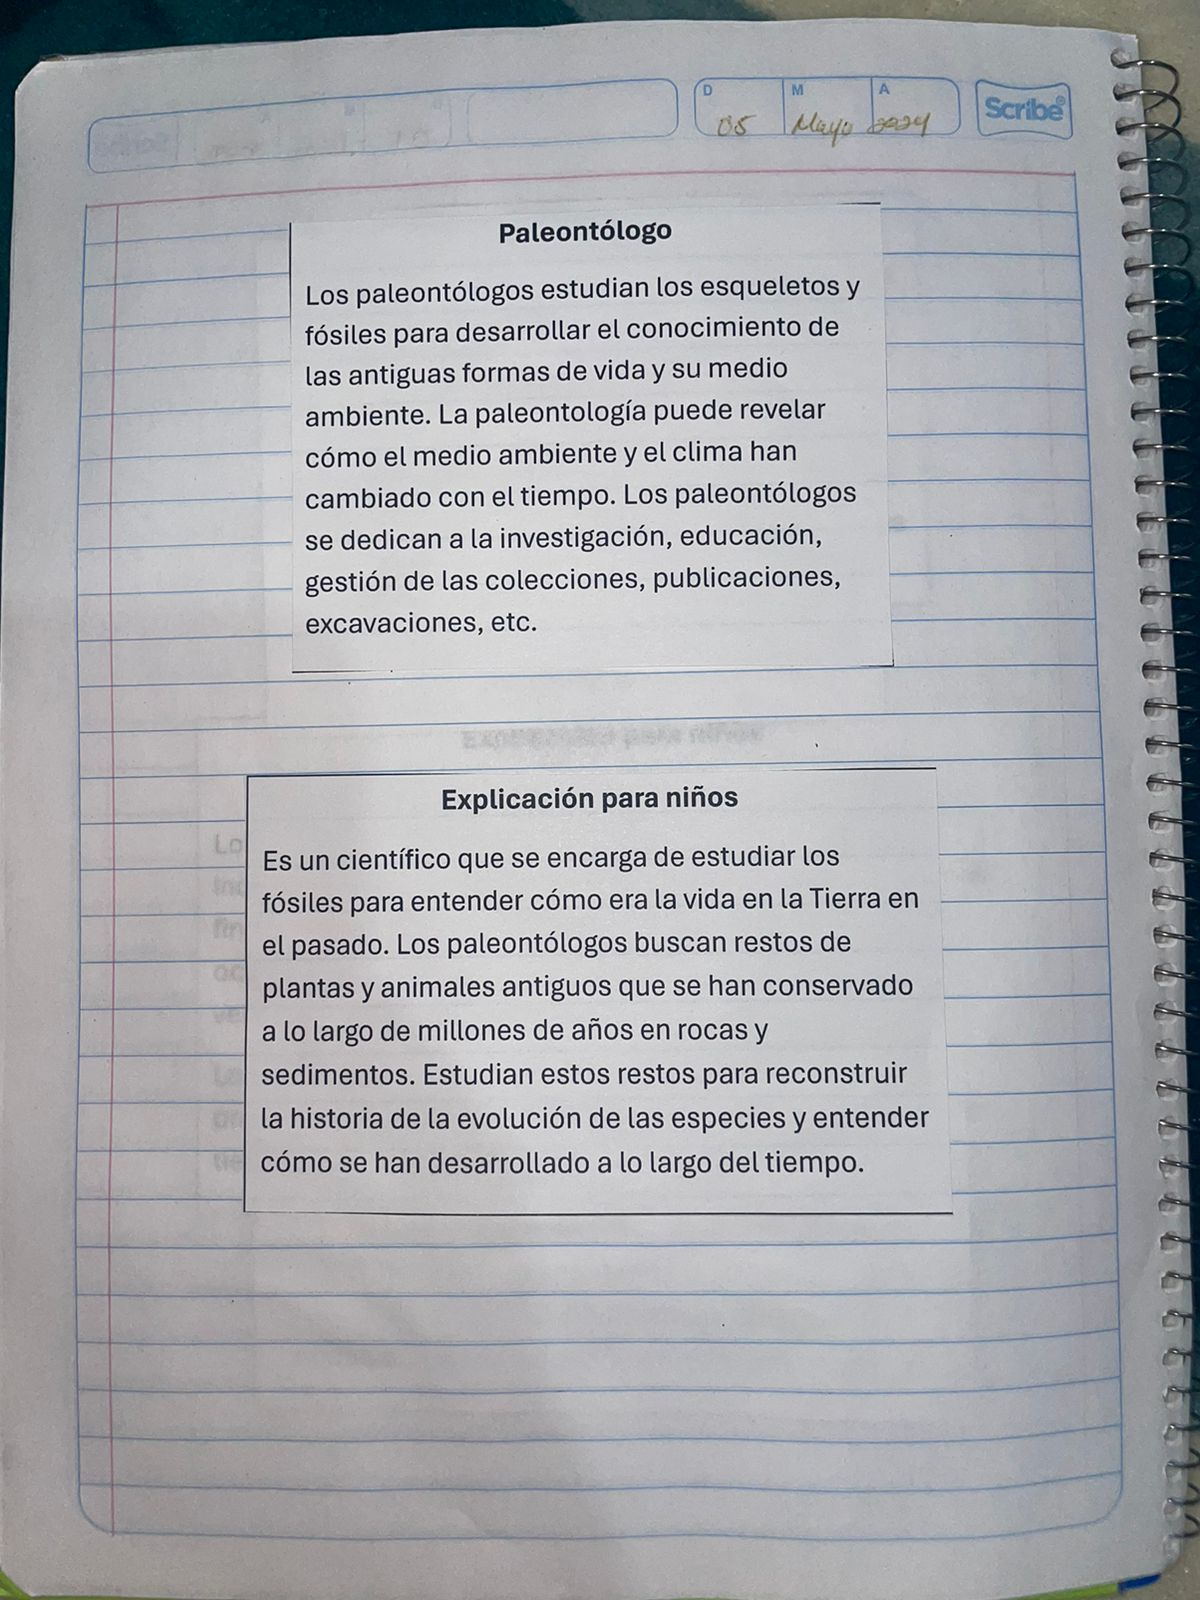 D M A
05 Mayo 2024
Scribe
Paleontólogo
Los paleontólogos estudian los esqueletos y
fósiles para desarrollar el conocimiento de
las antiguas formas de vida y su medio
ambiente. La paleontología puede revelar
cómo el medio ambiente y el clima han
cambiado con el tiempo. Los paleontólogos
se dedican a la investigación, educación,
gestión de las colecciones, publicaciones,
excavaciones, etc.
Explicación para niños
Es un científico que se encarga de estudiar los
fósiles para entender cómo era la vida en la Tierra en
el pasado. Los paleontólogos buscan restos de
plantas y animales antiguos que se han conservado
a lo largo de millones de años en rocas y
sedimentos. Estudian estos restos para reconstruir
la historia de la evolución de las especies y entender
cómo se han desarrollado a lo largo del tiempo.